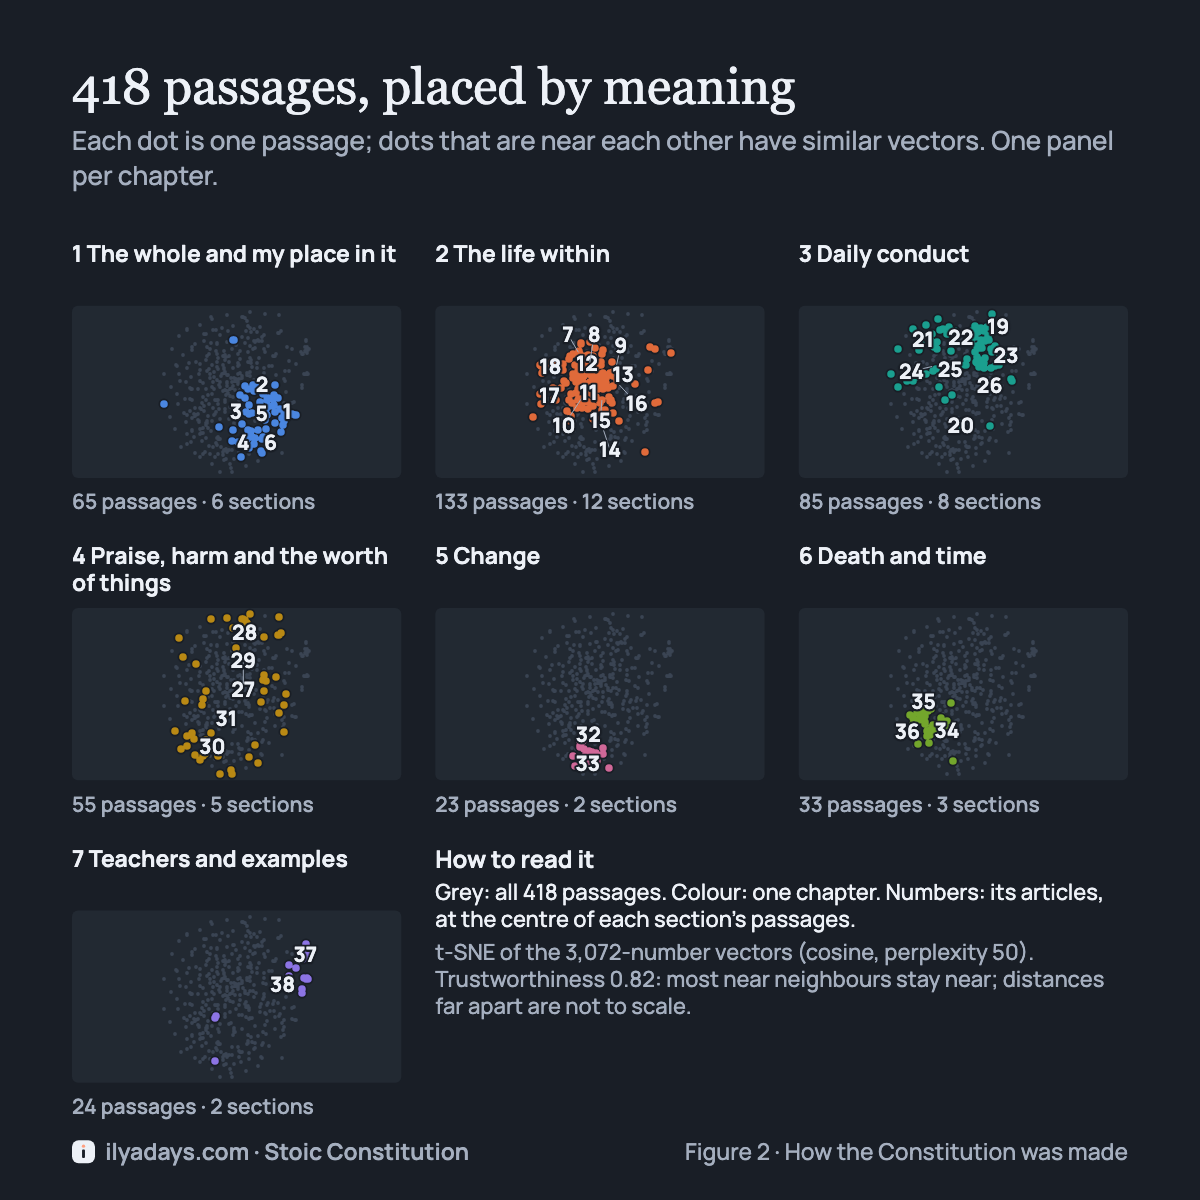 418 passages, placed by meaning
Each dot is one passage; dots that are near each other have similar vectors. One panel
per chapter.
1 The whole and my place in it
2
3
5
1
4
6
65 passages · 6 sections
2 The life within
7
8
9
18
12
13
17
11
16
10
15
14
133 passages · 12 sections
3 Daily conduct
19
21
22
23
24
25
26
20
85 passages · 8 sections
4 Praise, harm and the worth
of things
28
29
27
31
30
55 passages · 5 sections
5 Change
32
33
23 passages · 2 sections
6 Death and time
35
36
34
33 passages · 3 sections
7 Teachers and examples
37
38
24 passages · 2 sections
How to read it
Grey: all 418 passages. Colour: one chapter. Numbers: its articles,
at the centre of each section's passages.
t-SNE of the 3,072-number vectors (cosine, perplexity 50).
Trustworthiness 0.82: most near neighbours stay near; distances
far apart are not to scale.
i ilyadays.com · Stoic Constitution
Figure 2 · How the Constitution was made